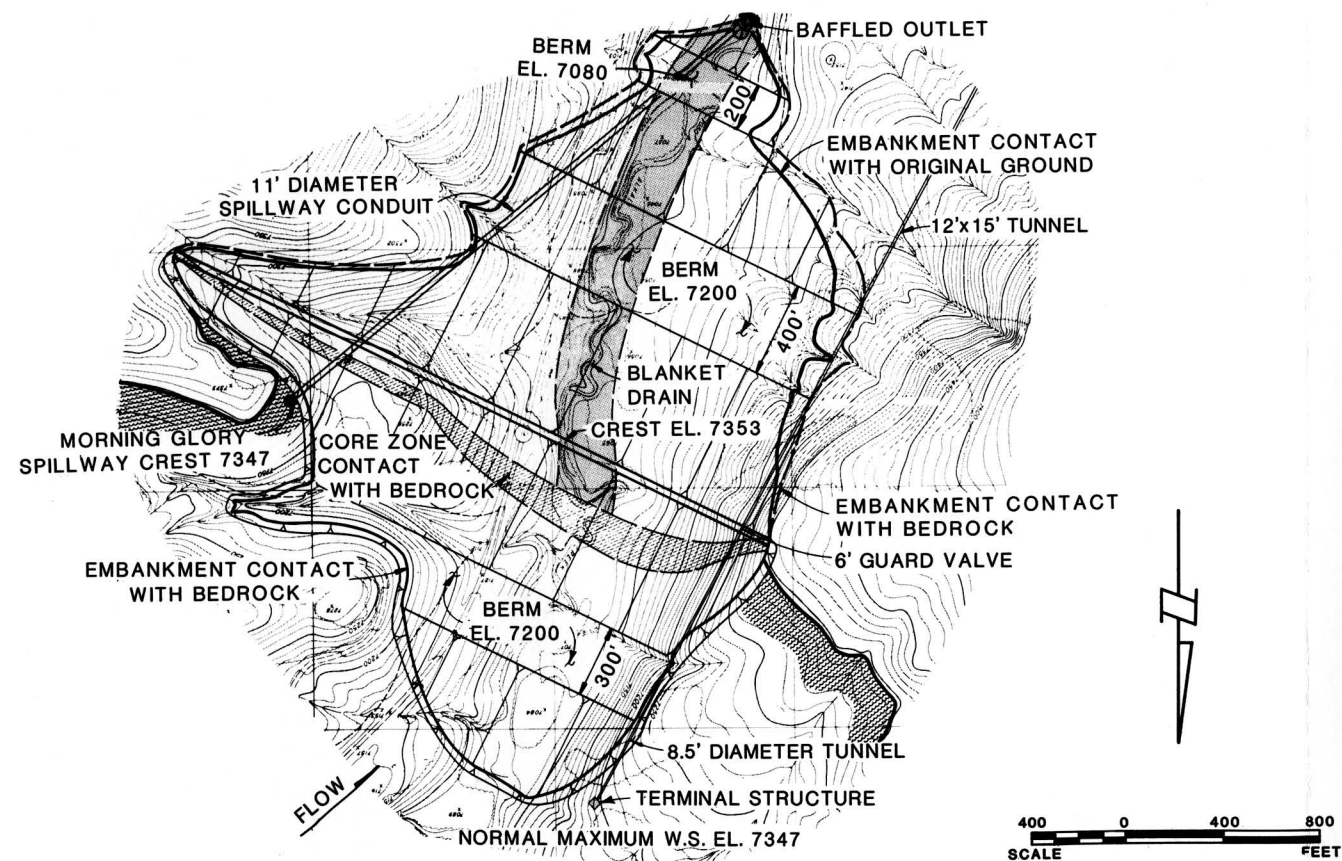 BAFFLED OUTLET
BERM
EL. 7080
200'
EMBANKMENT CONTACT
WITH ORIGINAL GROUND
11' DIAMETER
SPILLWAY CONDUIT
12'x15' TUNNEL
BERM
EL. 7200
400'
BLANKET
DRAIN
CREST EL. 7353
MORNING GLORY
SPILLWAY CREST 7347
CORE ZONE
CONTACT
WITH BEDROCK
EMBANKMENT CONTACT
WITH BEDROCK
6' GUARD VALVE
EMBANKMENT CONTACT
WITH BEDROCK
BERM
EL. 7200
300'
8.5' DIAMETER TUNNEL
TERMINAL STRUCTURE
FLOW
NORMAL MAXIMUM W.S. EL. 7347
400 0 400 800
SCALE FEET